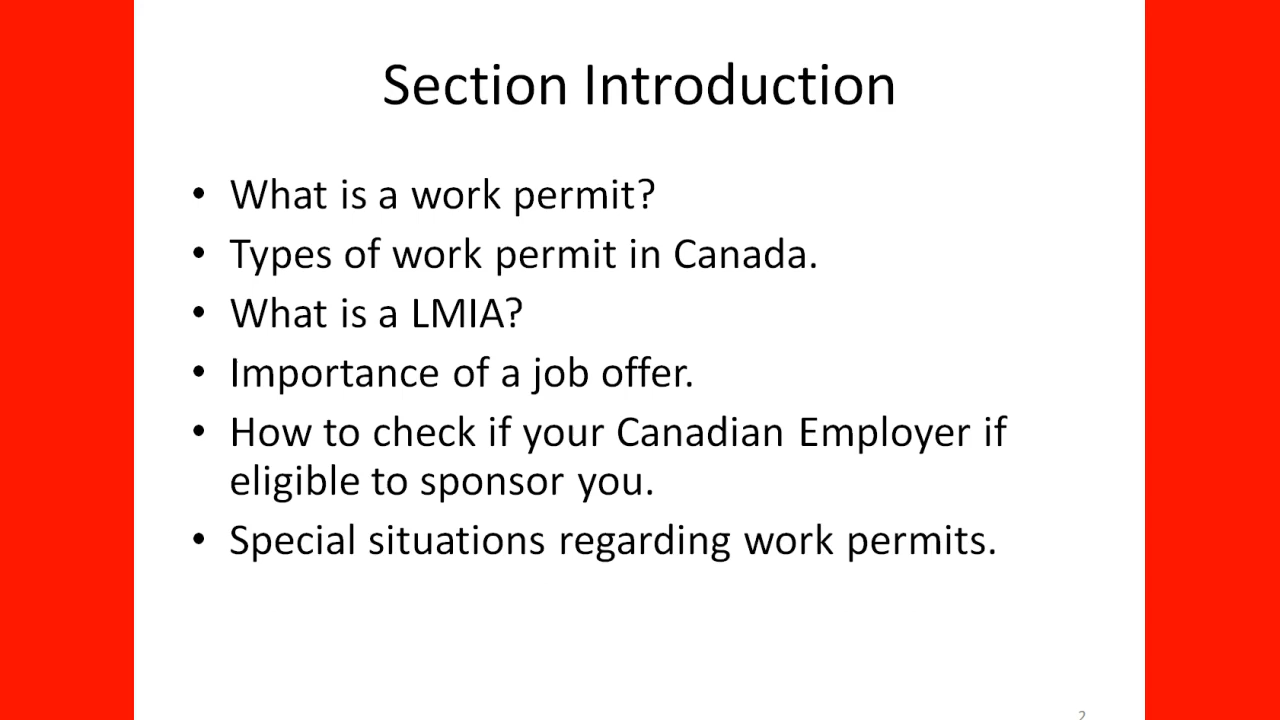 Section Introduction
• What is a work permit?
• Types of work permit in Canada.
• What is a LMIA?
• Importance of a job offer.
• How to check if your Canadian Employer if
eligible to sponsor you.
• Special situations regarding work permits.
2